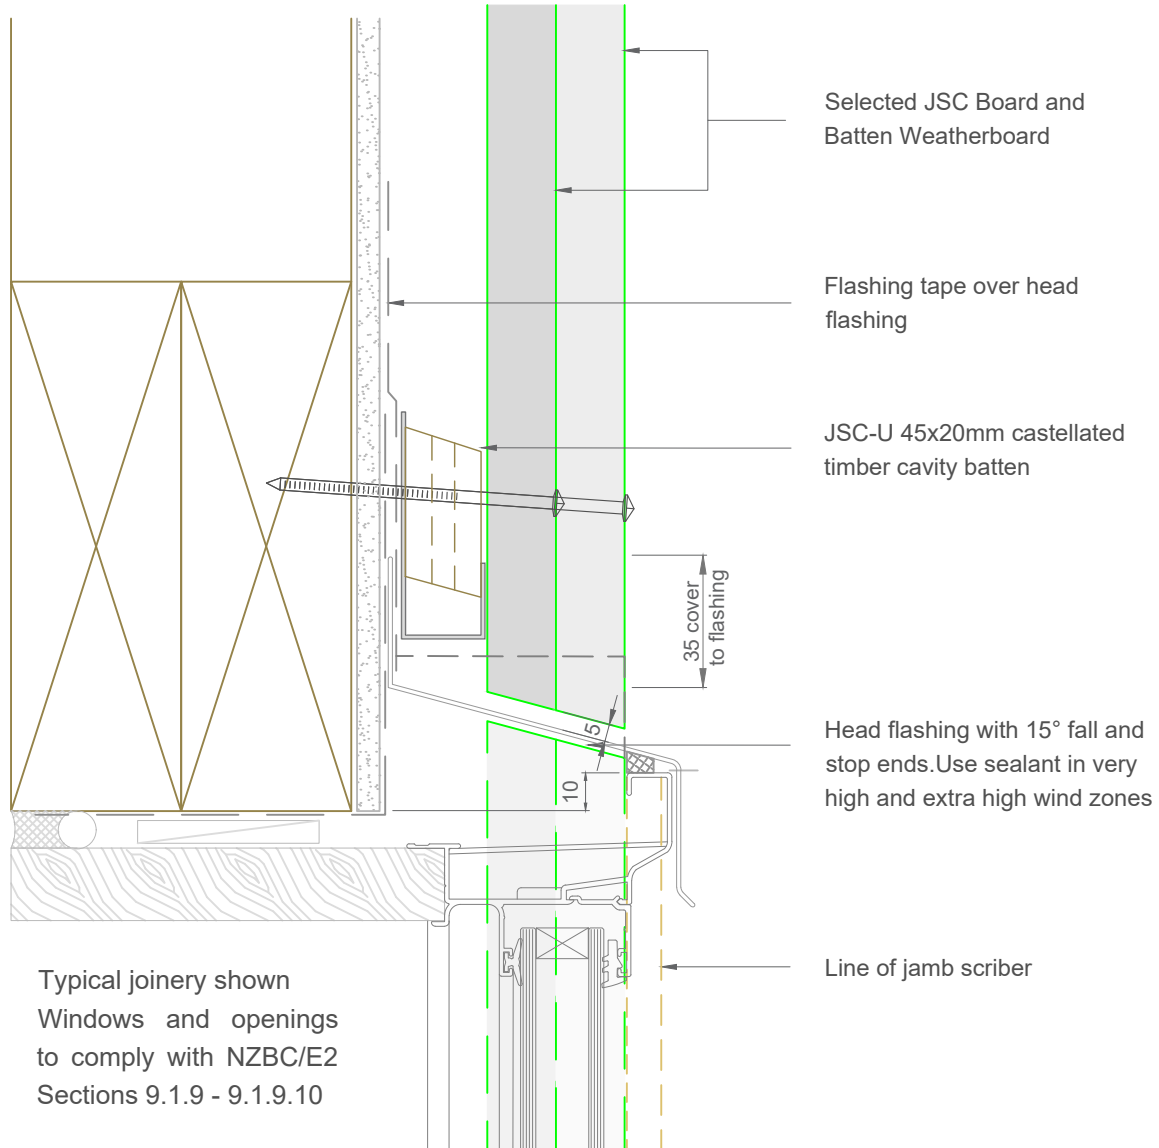 Selected JSC Board and
Batten Weatherboard
Flashing tape over head
flashing
JSC-U 45x20mm castellated
timber cavity batten
35 cover
to flashing
5
10
Head flashing with 15° fall and
stop ends.Use sealant in very
high and extra high wind zones
Line of jamb scriber
Typical joinery shown
Windows and openings
to comply with NZBC/E2
Sections 9.1.9 - 9.1.9.10